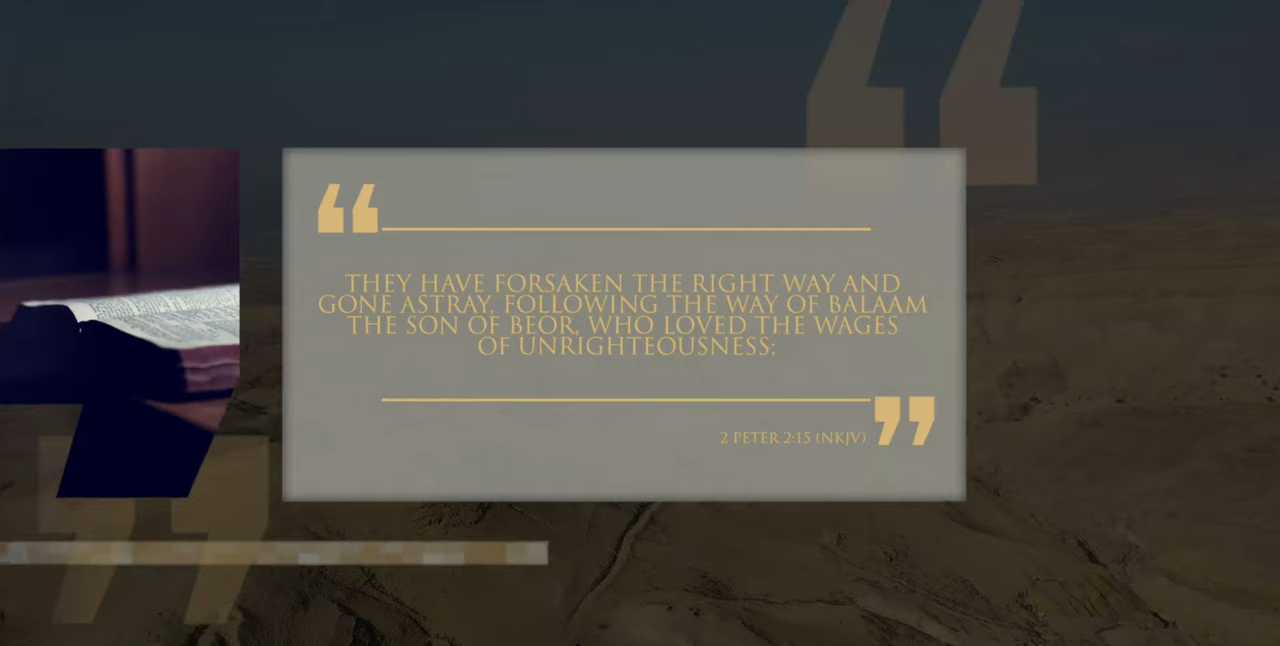 THEY HAVE FORSAKEN THE RIGHT WAY AND
GONE ASTRAY, FOLLOWING THE WAY OF BALAAM
THE SON OF BEOR, WHO LOVED THE WAGES
OF UNRIGHTEOUSNESS;
2 PETER 2:15 (NKJV)